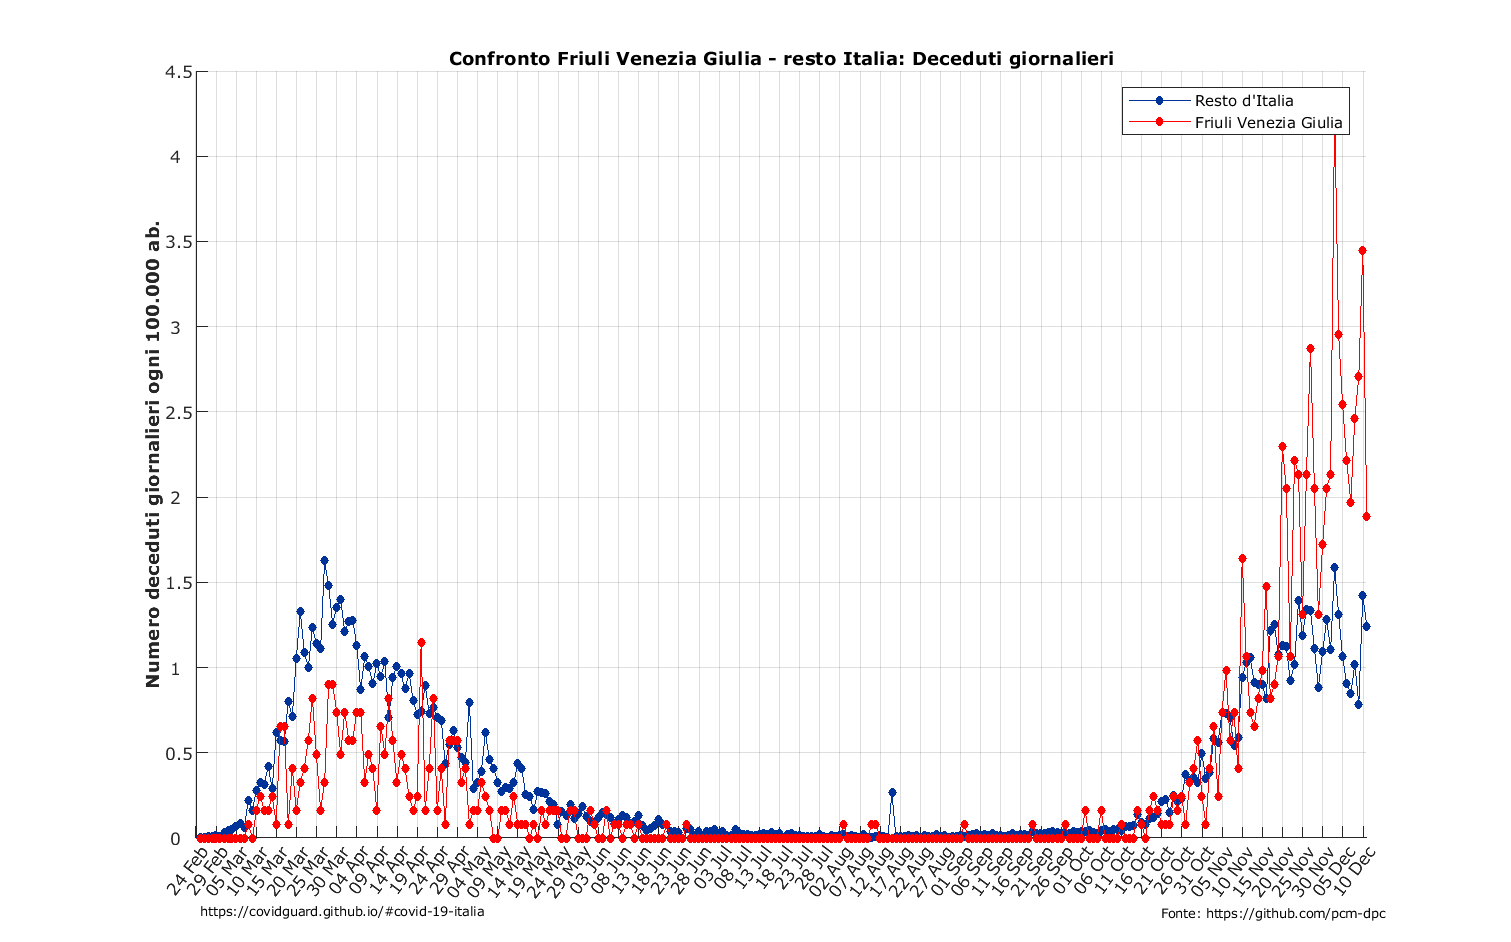 Confronto Friuli Venezia Giulia - resto Italia: Deceduti giornalieri
Resto d'Italia
Friuli Venezia Giulia
Numero deceduti giornalieri ogni 100.000 ab.
4.5
4
3.5
3
2.5
2
1.5
1
0.5
0
24 Feb
29 Feb
05 Mar
10 Mar
15 Mar
20 Mar
25 Mar
30 Mar
04 Apr
09 Apr
14 Apr
19 Apr
24 Apr
29 Apr
04 May
09 May
14 May
19 May
24 May
29 May
03 Jun
08 Jun
13 Jun
18 Jun
23 Jun
28 Jun
03 Jul
08 Jul
13 Jul
18 Jul
23 Jul
28 Jul
02 Aug
07 Aug
12 Aug
17 Aug
22 Aug
27 Aug
01 Sep
06 Sep
11 Sep
16 Sep
21 Sep
26 Sep
01 Oct
06 Oct
11 Oct
16 Oct
21 Oct
26 Oct
31 Oct
05 Nov
10 Nov
15 Nov
20 Nov
25 Nov
30 Nov
05 Dec
10 Dec
https://covidguard.github.io/#covid-19-italia
Fonte: https://github.com/pcm-dpc